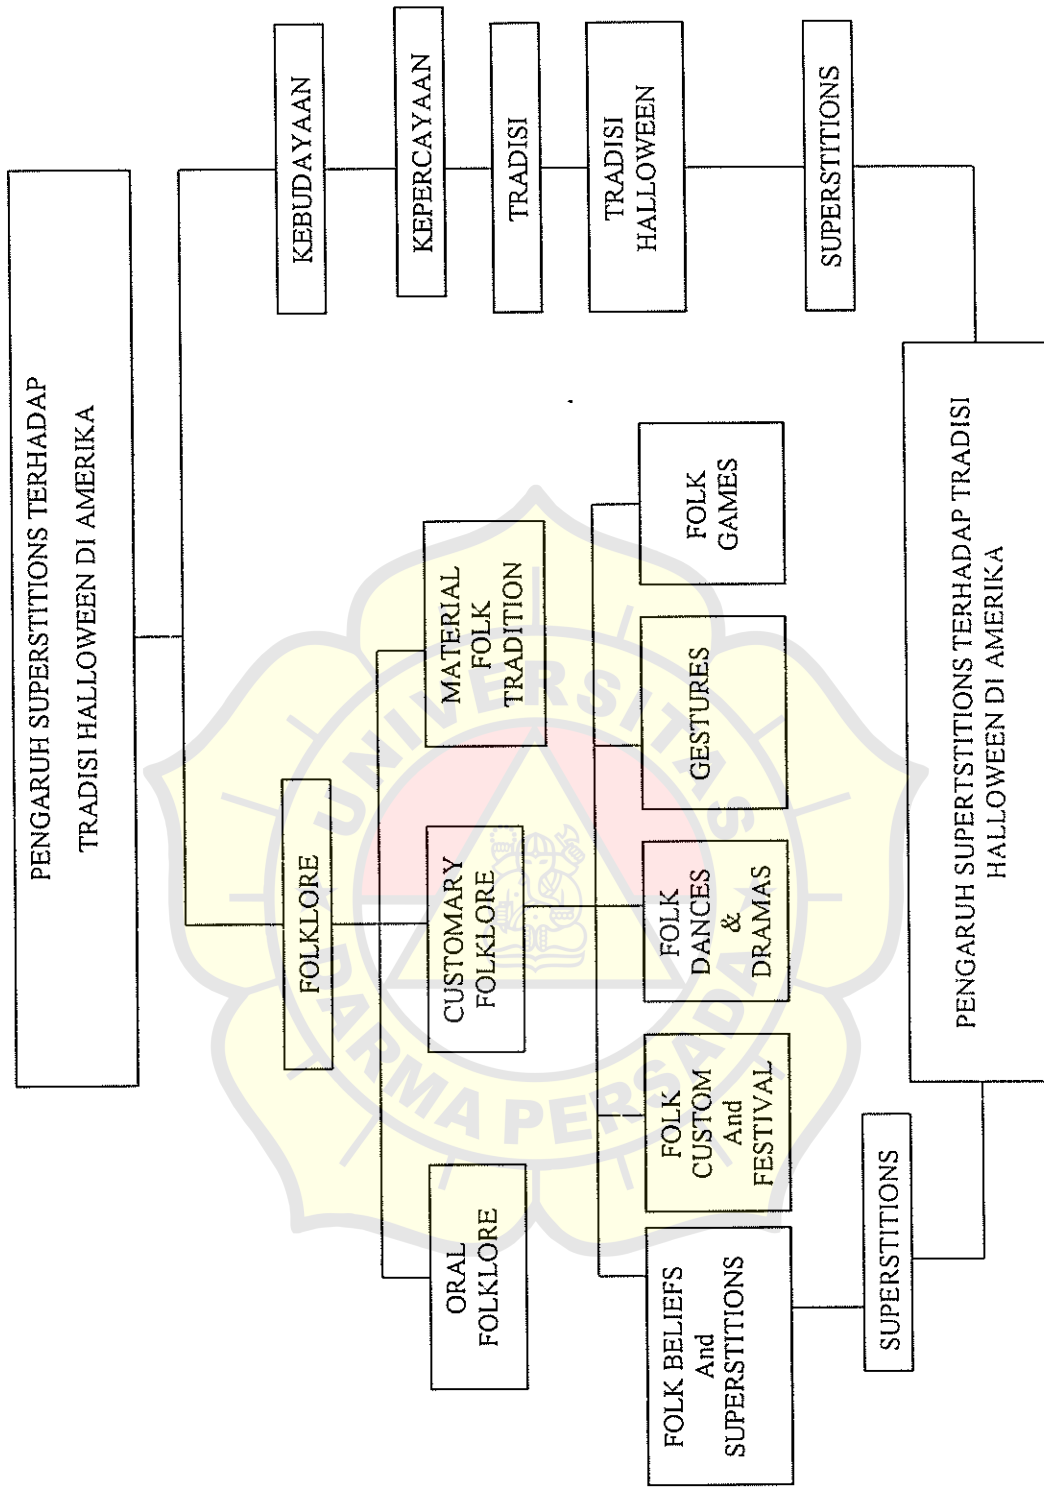 PENGARUH SUPERSTITIONS TERHADAP
TRADISI HALLOWEEN DI AMERIKA
FOLKLORE
KEBUDAYAAN
ORAL
FOLKLORE
CUSTOMARY
FOLKLORE
MATERIAL
FOLK
TRADITION
KEPERCAYAAN
TRADISI
FOLK BELIEFS
And
SUPERSTITIONS
FOLK
CUSTOM
And
FESTIVAL
FOLK
DANCES
&
DRAMAS
GESTURES
FOLK
GAMES
TRADISI
HALLOWEEN
SUPERSTITIONS
SUPERSTITIONS
PENGARUH SUPERTSTITIONS TERHADAP TRADISI
HALLOWEEN DI AMERIKA
UNIVERSITAS
DARMA PERSADA